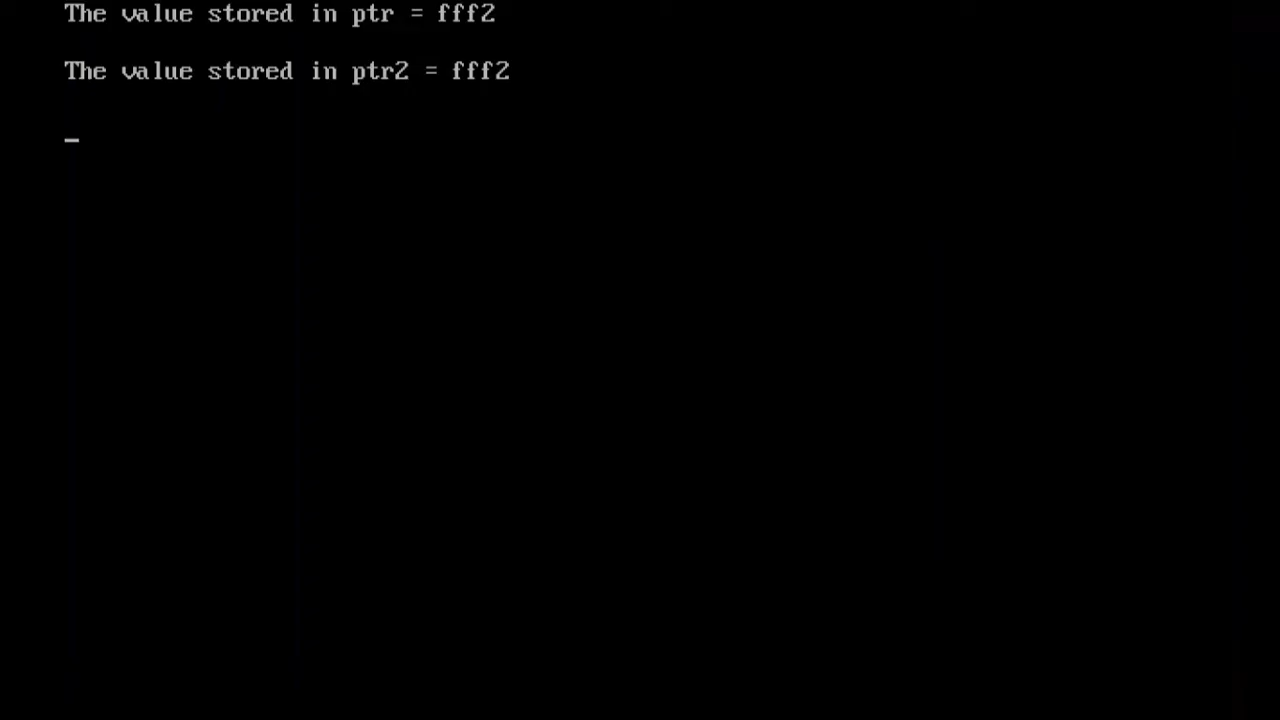 The value stored in ptr = fff2
The value stored in ptr2 = fff2
_